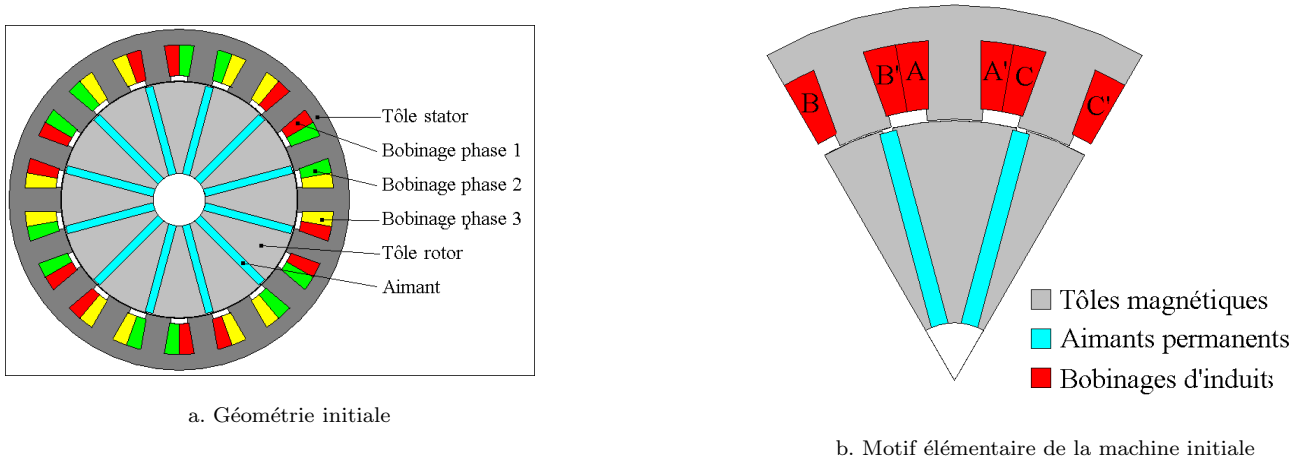 Tôle stator
Bobinage phase 1
Bobinage phase 2
Bobinage phase 3
Tôle rotor
Aimant
a. Géométrie initiale
B B' A A' C C'
Tôles magnétiques
Aimants permanents
Bobinages d'induits
b. Motif élémentaire de la machine initiale